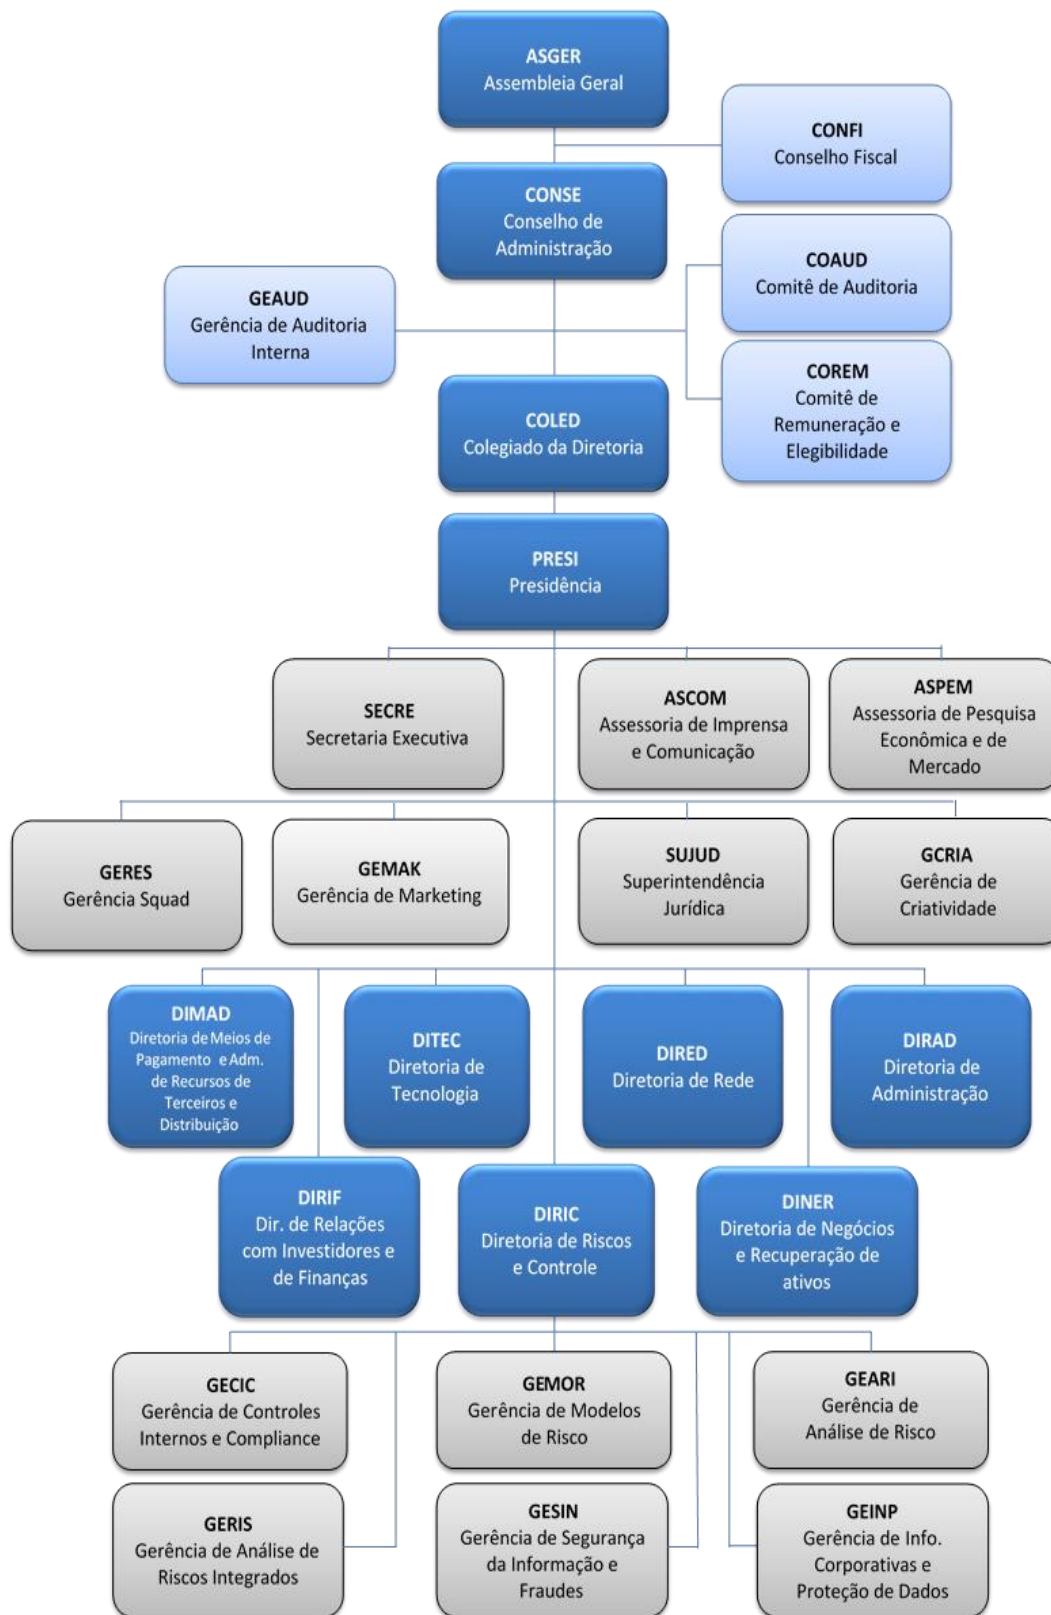 ASGER
Assembleia Geral
CONFI
Conselho Fiscal
CONSE
Conselho de
Administração
COAUD
Comitê de Auditoria
GEAUD
Gerência de Auditoria
Interna
COREM
Comitê de
Remuneração e
Elegibilidade
COLED
Colegiado da Diretoria
PRESI
Presidência
SECRE
Secretaria Executiva
ASCOM
Assessoria de Imprensa
e Comunicação
ASPEM
Assessoria de Pesquisa
Econômica e de
Mercado
GERES
Gerência Squad
GEMAK
Gerência de Marketing
SUJUD
Superintendência
Jurídica
GCRIA
Gerência de
Criatividade
DIMAD
Diretoria de Meios de
Pagamento e Adm.
de Recursos de
Terceiros e
Distribuição
DITEC
Diretoria de
Tecnologia
DIRED
Diretoria de Rede
DIRAD
Diretoria de
Administração
DIRIF
Dir. de Relações
com Investidores e
de Finanças
DIRIC
Diretoria de Riscos
e Controle
DINER
Diretoria de Negócios
e Recuperação de
ativos
GECIC
Gerência de Controles
Internos e Compliance
GEMOR
Gerência de Modelos
de Risco
GEARI
Gerência de
Análise de Risco
GERIS
Gerência de Análise de
Riscos Integrados
GESIN
Gerência de Segurança
da Informação e
Fraudes
GEINP
Gerência de Info.
Corporativas e
Proteção de Dados